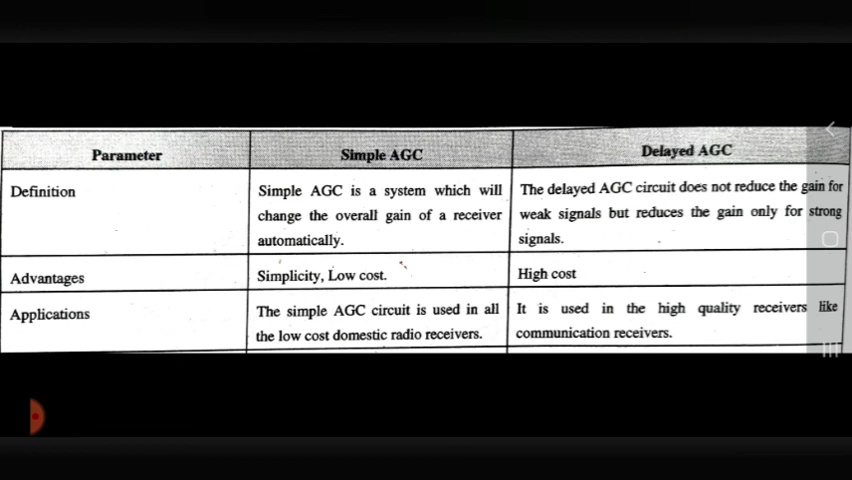 Parameter Simple AGC Delayed AGC
Definition
Simple AGC is a system which will
change the overall gain of a receiver
automatically.
The delayed AGC circuit does not reduce the gain for
weak signals but reduces the gain only for strong
signals.
Advantages
Simplicity, Low cost.
High cost
Applications
The simple AGC circuit is used in all
the low cost domestic radio receivers.
It is used in the high quality receivers like
communication receivers.